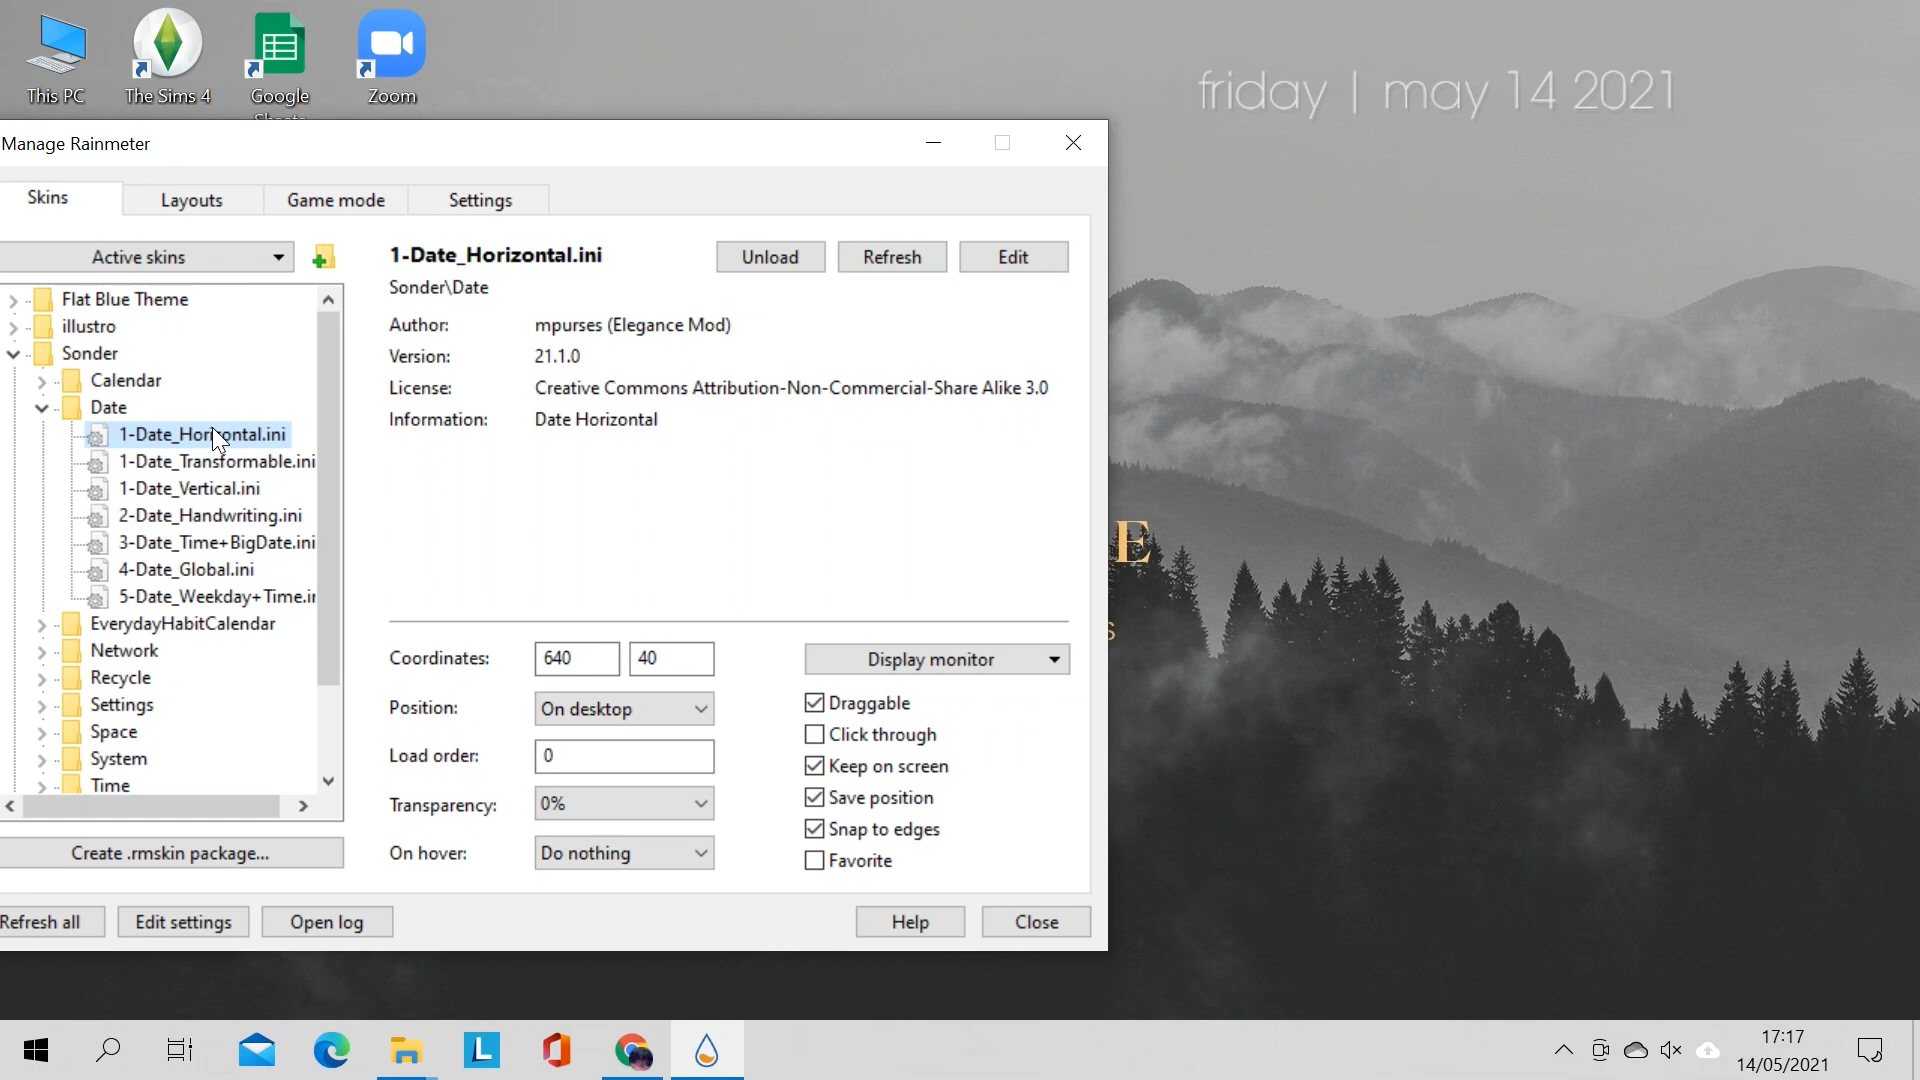 This PC
The Sims 4
Google
Zoom
friday | may 14 2021
Manage Rainmeter
Skins
Layouts
Game mode
Settings
Active skins
1-Date_Horizontal.ini
Unload
Refresh
Edit
Sonder\Date
Author: mpurses (Elegance Mod)
Version: 21.1.0
License: Creative Commons Attribution-Non-Commercial-Share Alike 3.0
Information: Date Horizontal
Flat Blue Theme
illustro
Sonder
Calendar
Date
1-Date_Horizontal.ini
1-Date_Transformable.ini
1-Date_Vertical.ini
2-Date_Handwriting.ini
3-Date_Time+BigDate.ini
4-Date_Global.ini
5-Date_Weekday+Time.ir
EverydayHabitCalendar
Network
Recycle
Settings
Space
System
Time
E
s
Coordinates: 640 40
Display monitor
Position: On desktop
Load order: 0
Transparency: 0%
On hover: Do nothing
Draggable
Click through
Keep on screen
Save position
Snap to edges
Favorite
Create .rmskin package...
Refresh all
Edit settings
Open log
Help
Close
L
17:17
14/05/2021